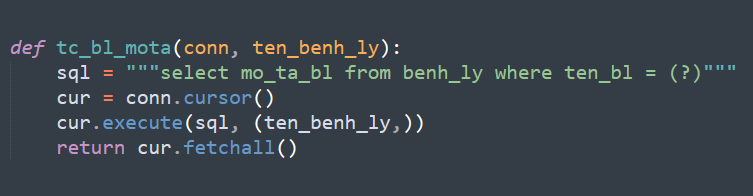 def tc_bl_mota(conn, ten_benh_ly):
    sql = """select mo_ta_bl from benh_ly where ten_bl = (?)"""
    cur = conn.cursor()
    cur.execute(sql, (ten_benh_ly,))
    return cur.fetchall()